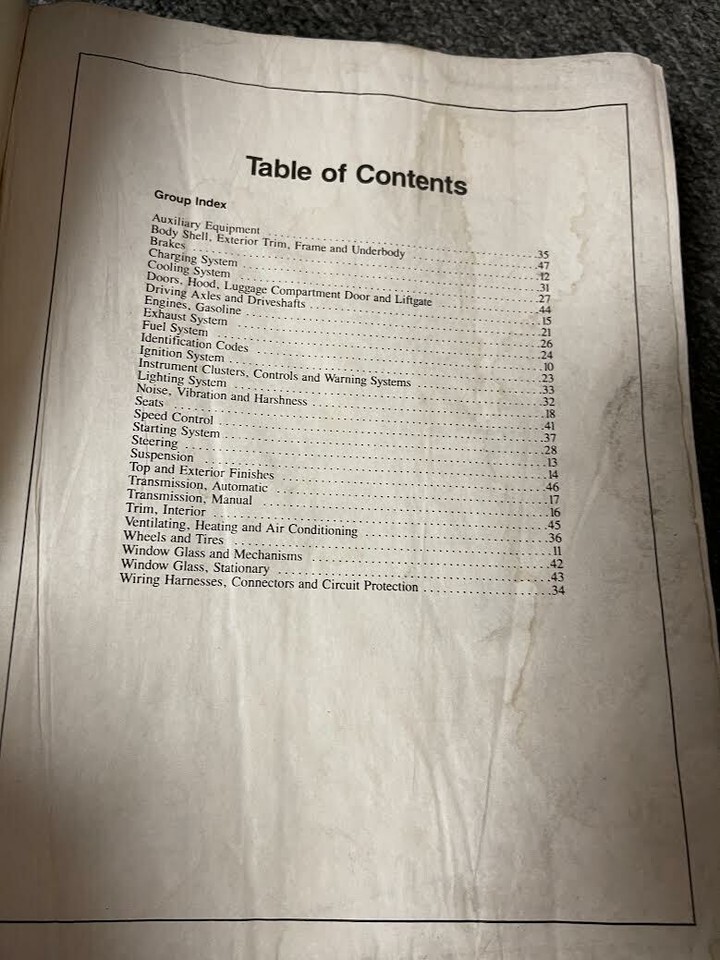 Table of Contents
Group Index
Auxiliary Equipment ........ 35
Body Shell, Exterior Trim, Frame and Underbody ........ 47
Brakes ........ 12
Charging System ........ 31
Cooling System ........ 27
Doors, Hood, Luggage Compartment Door and Liftgate ........ 44
Driving Axles and Driveshafts ........ 15
Engines, Gasoline ........ 21
Exhaust System ........ 26
Fuel System ........ 24
Identification Codes ........ 10
Ignition System ........ 23
Instrument Clusters, Controls and Warning Systems ........ 33
Lighting System ........ 32
Noise, Vibration and Harshness ........ 18
Seats ........ 41
Speed Control ........ 37
Starting System ........ 28
Steering ........ 13
Suspension ........ 14
Top and Exterior Finishes ........ 46
Transmission, Automatic ........ 17
Transmission, Manual ........ 16
Trim, Interior ........ 45
Ventilating, Heating and Air Conditioning ........ 36
Wheels and Tires ........ 11
Window Glass and Mechanisms ........ 42
Window Glass, Stationary ........ 43
Wiring Harnesses, Connectors and Circuit Protection ........ 34